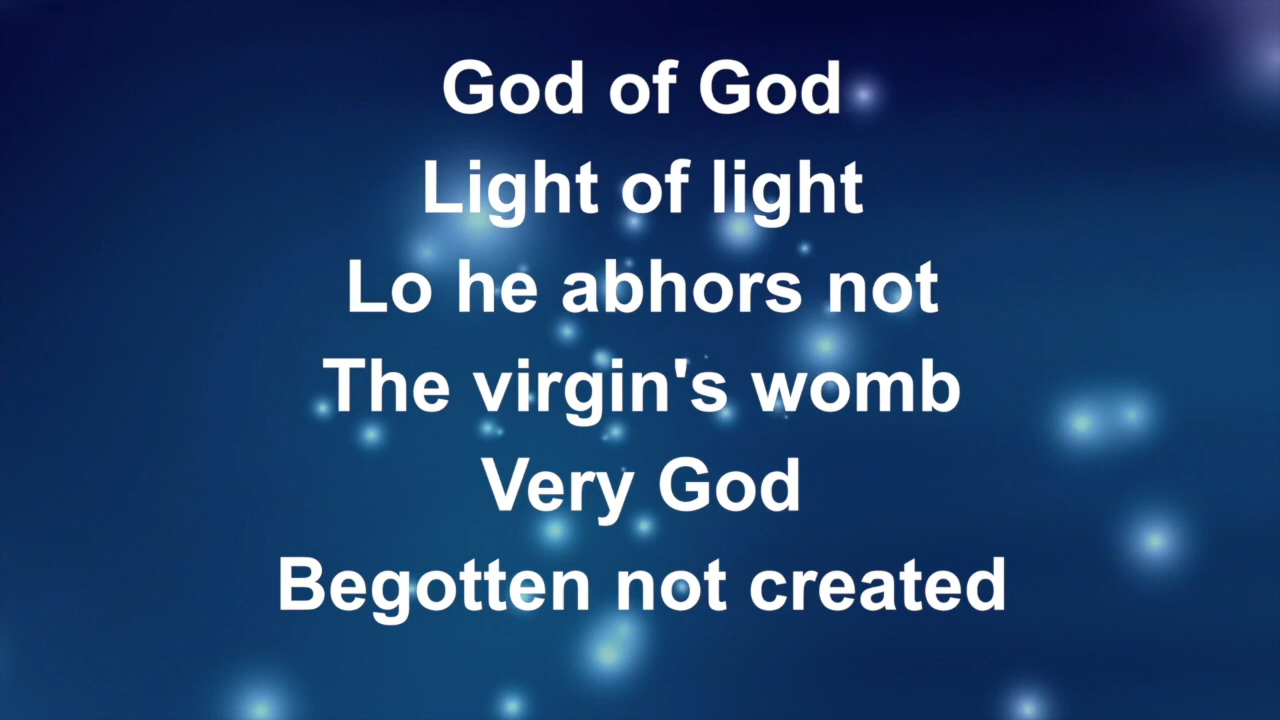 God of God
Light of light
Lo he abhors not
The virgin's womb
Very God
Begotten not created